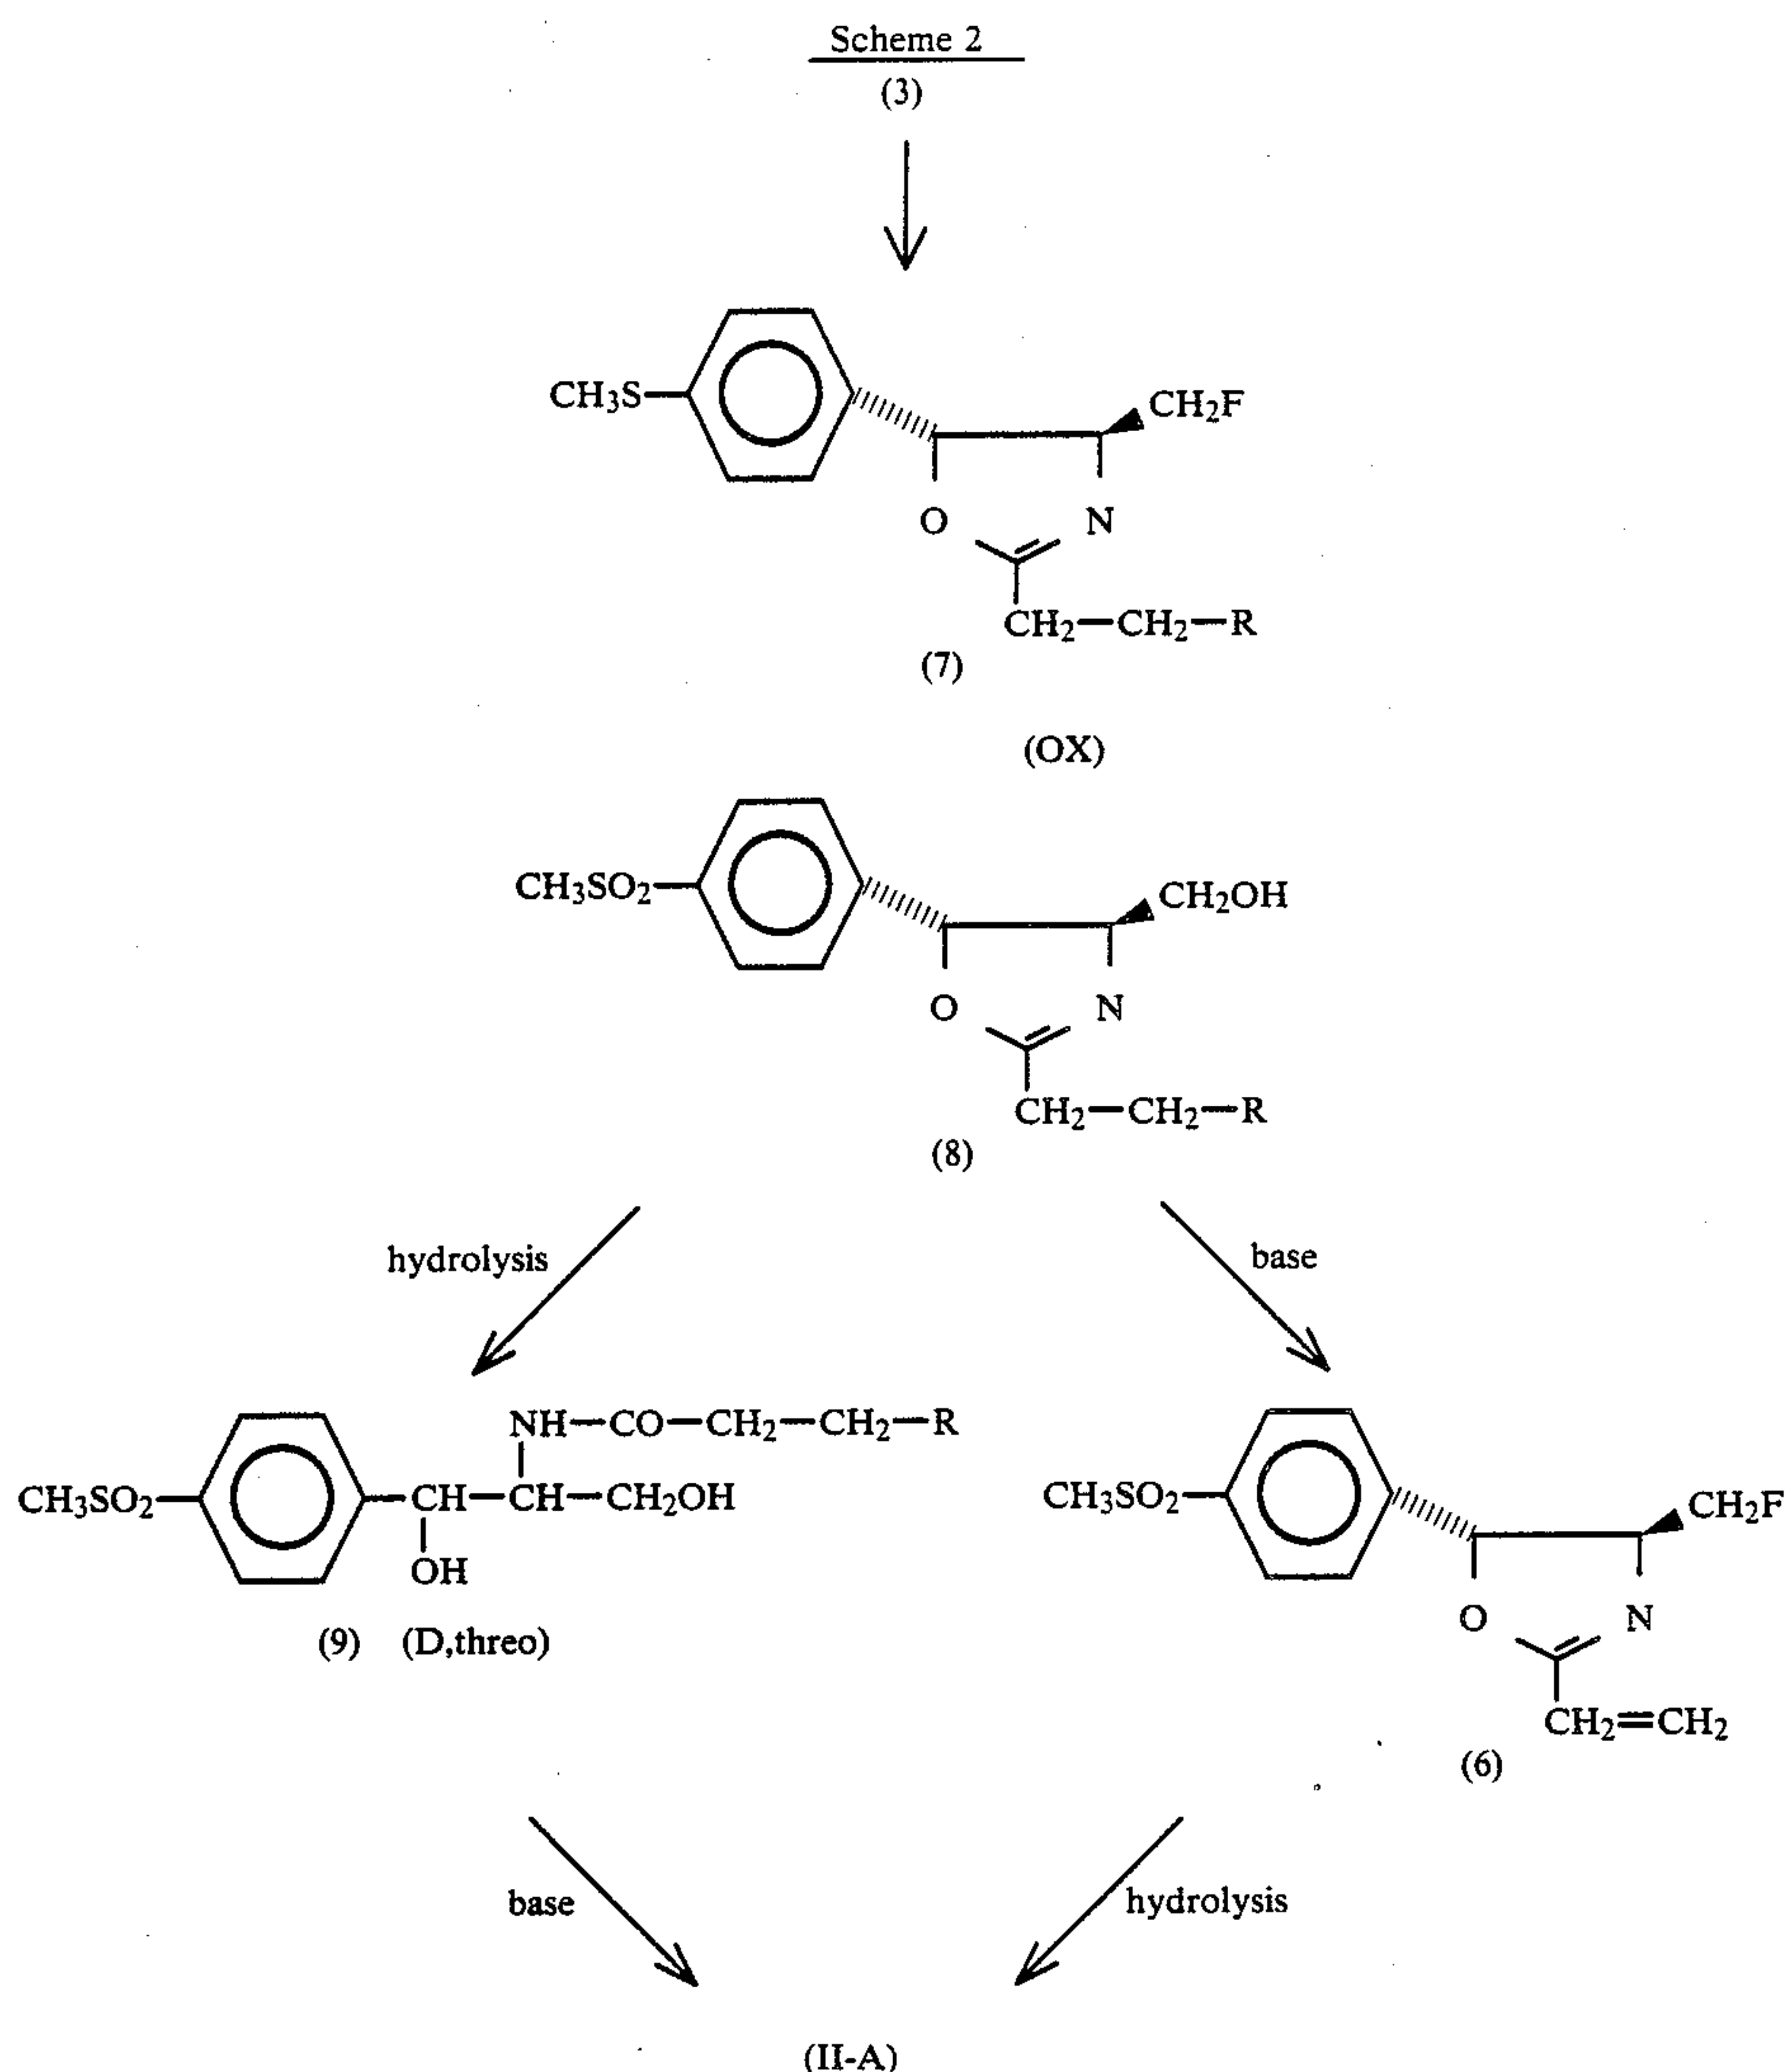 Scheme 2
(3)
CH₃S
CH₂F
O N
CH₂—CH₂—R
(7)
(OX)
CH₃SO₂
CH₂OH
O N
CH₂—CH₂—R
(8)
hydrolysis
base
NH—CO—CH₂—CH₂—R
CH₃SO₂
CH—CH—CH₂OH
OH
(9) (D,threo)
CH₃SO₂
CH₂F
O N
CH₂=CH₂
(6)
base
hydrolysis
(II-A)